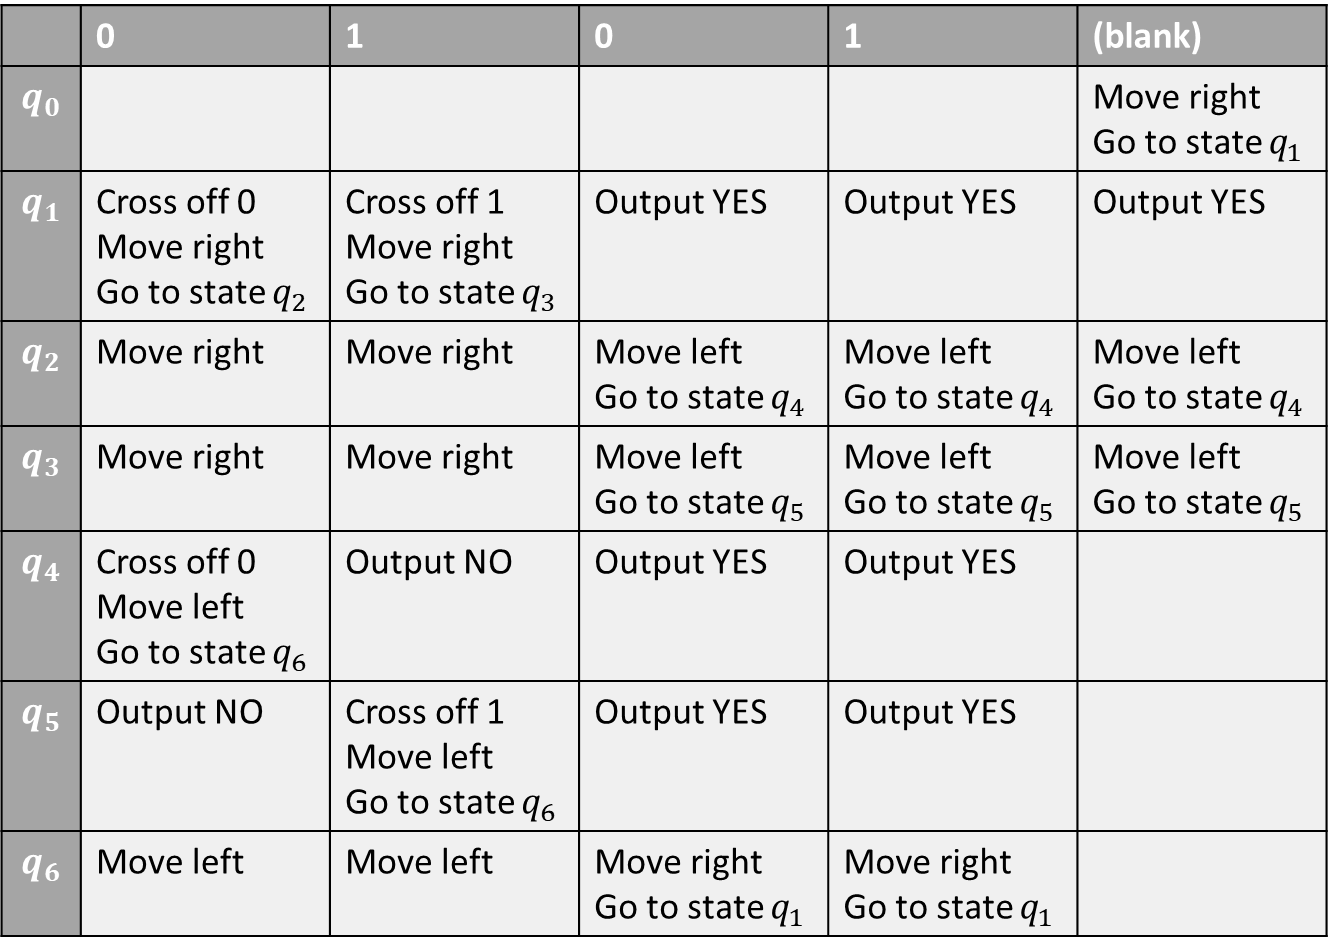 0 1 0 1 (blank)
q₀ Move right
Go to state q₁
q₁ Cross off 0 Cross off 1 Output YES Output YES Output YES
Move right Move right
Go to state q₂ Go to state q₃
q₂ Move right Move right Move left Move left Move left
Go to state q₄ Go to state q₄ Go to state q₄
q₃ Move right Move right Move left Move left Move left
Go to state q₅ Go to state q₅ Go to state q₅
q₄ Cross off 0 Output NO Output YES Output YES
Move left
Go to state q₆
q₅ Output NO Cross off 1 Output YES Output YES
Move left
Go to state q₆
q₆ Move left Move left Move right Move right
Go to state q₁ Go to state q₁